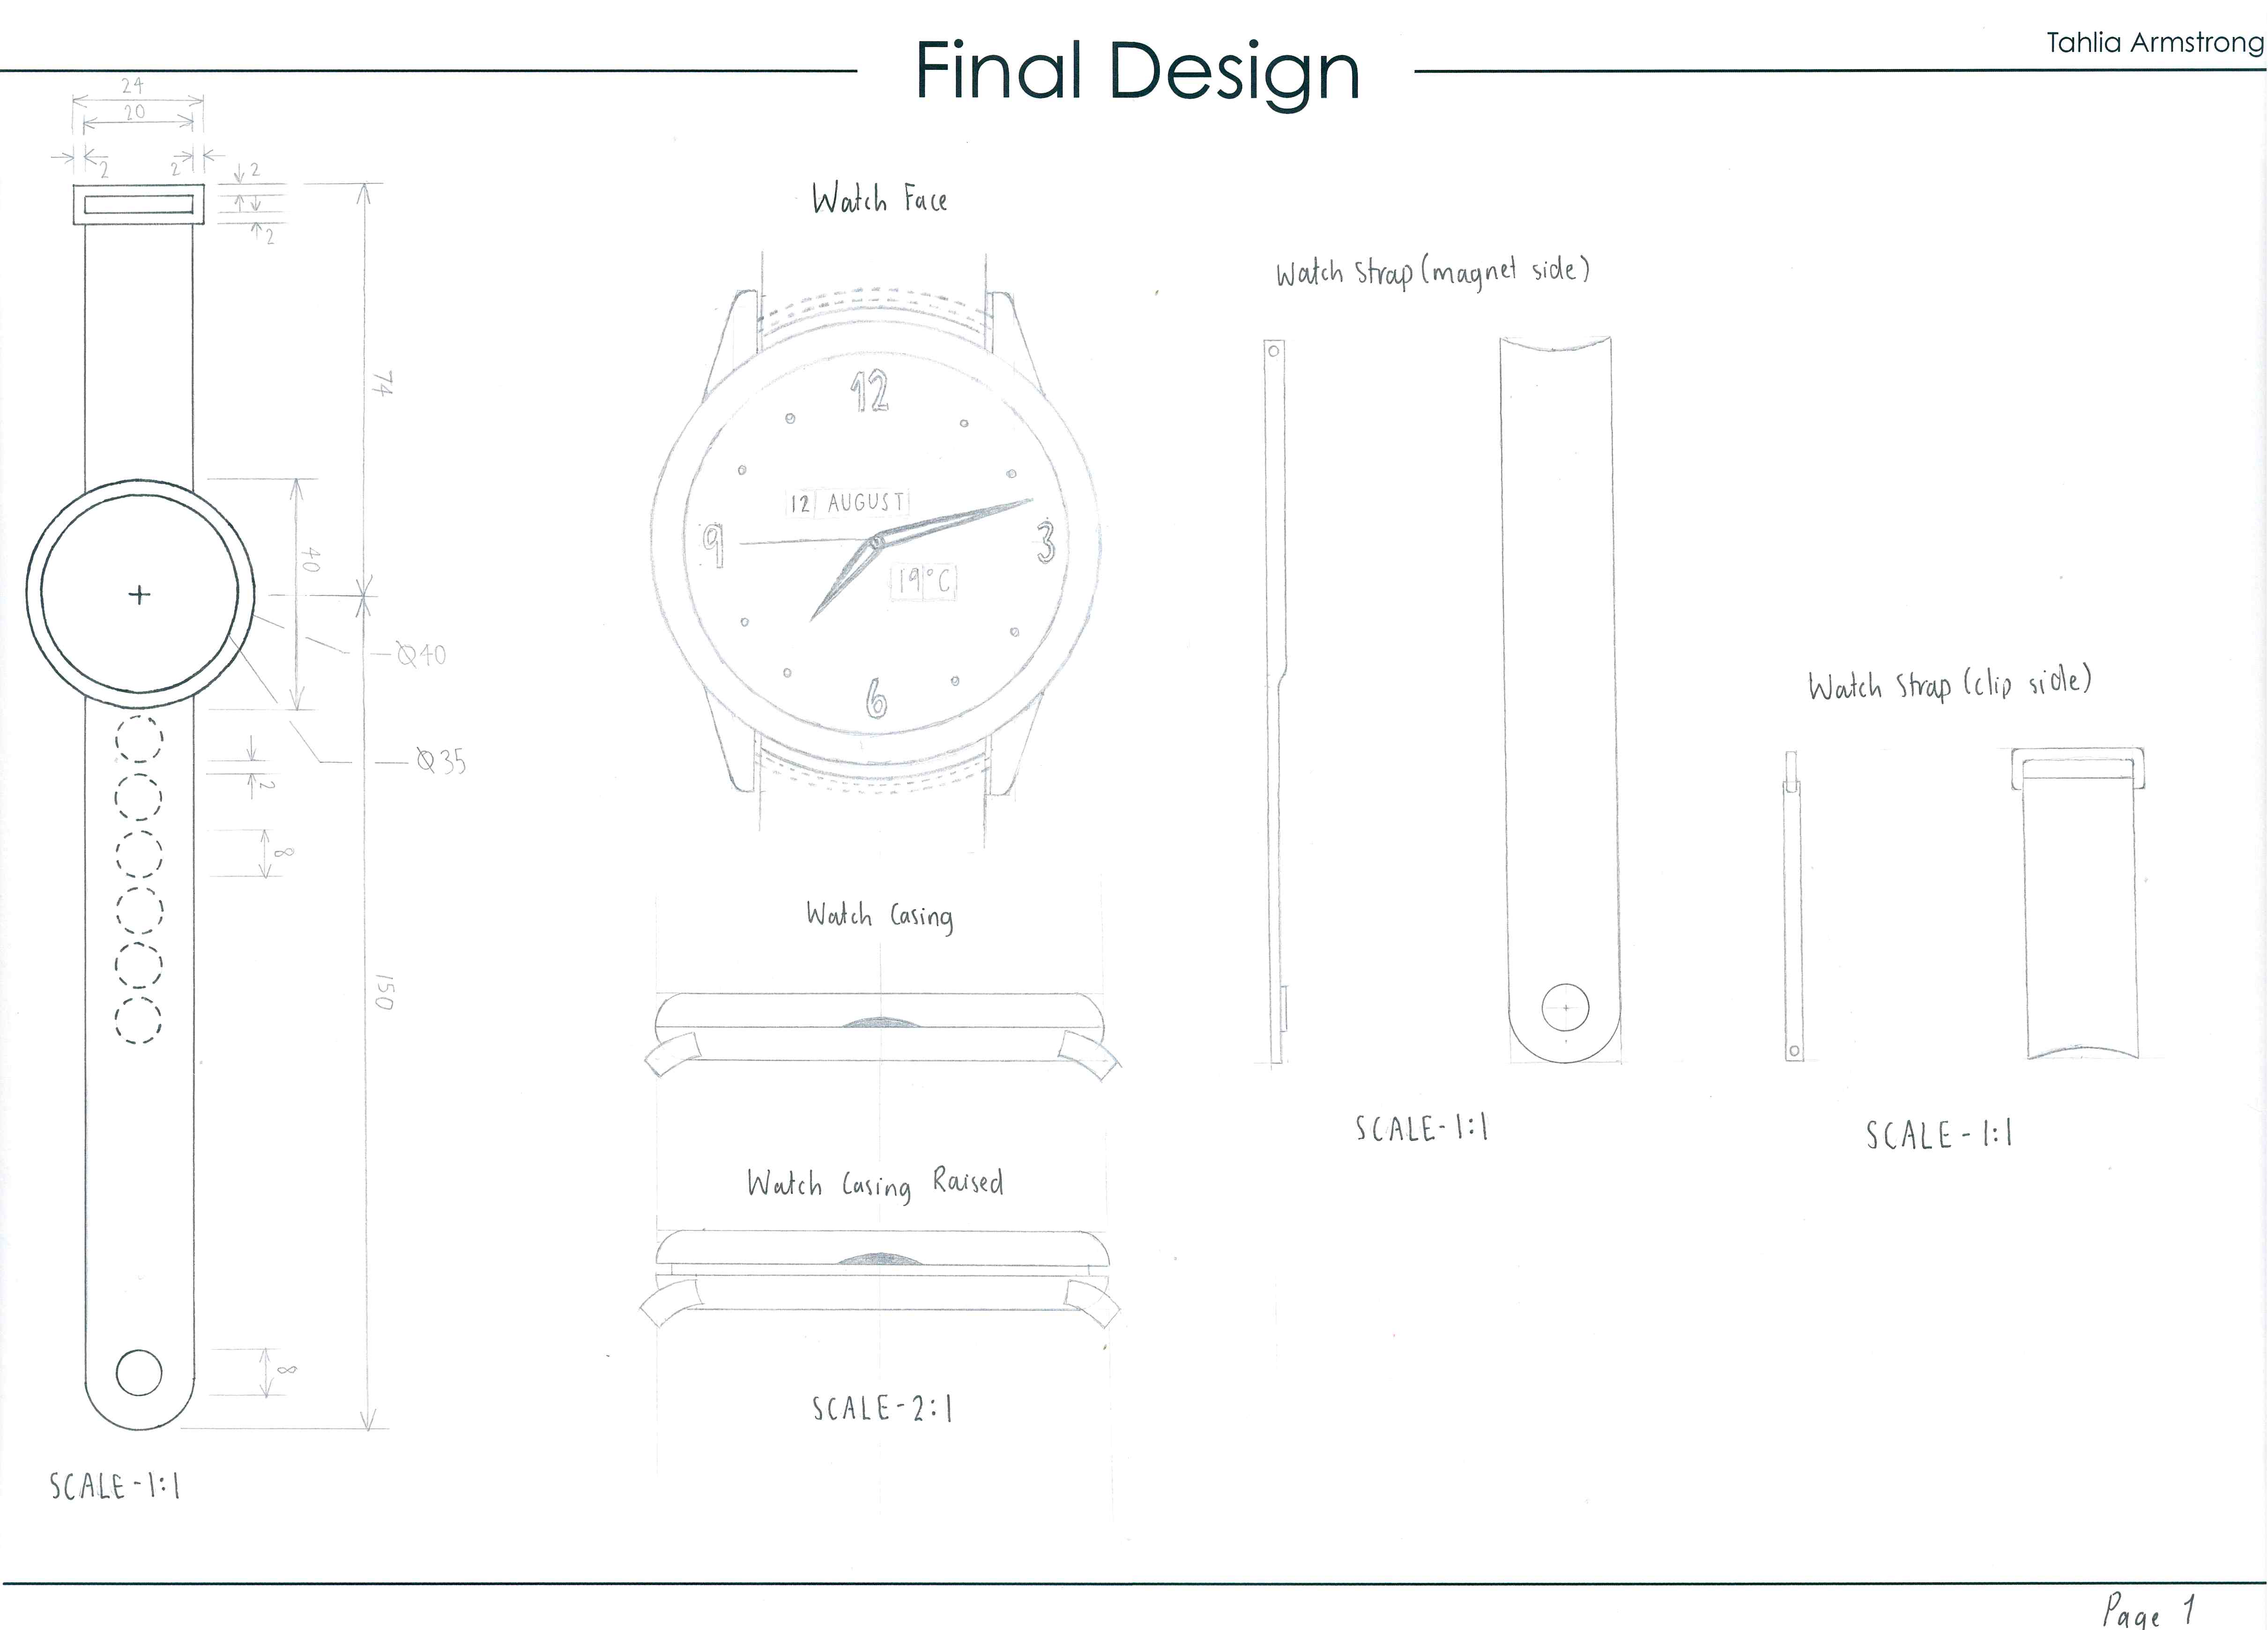 Final Design
Tahlia Armstrong
24
20
2
2
2
2
74
40
Ø40
Ø35
2
8
150
8
SCALE-1:1
Watch Face
12
12 AUGUST
9
3
19°C
6
Watch Casing
Watch Casing Raised
SCALE-2:1
Watch Strap (magnet side)
SCALE-1:1
Watch Strap (clip side)
SCALE-1:1
Page 1